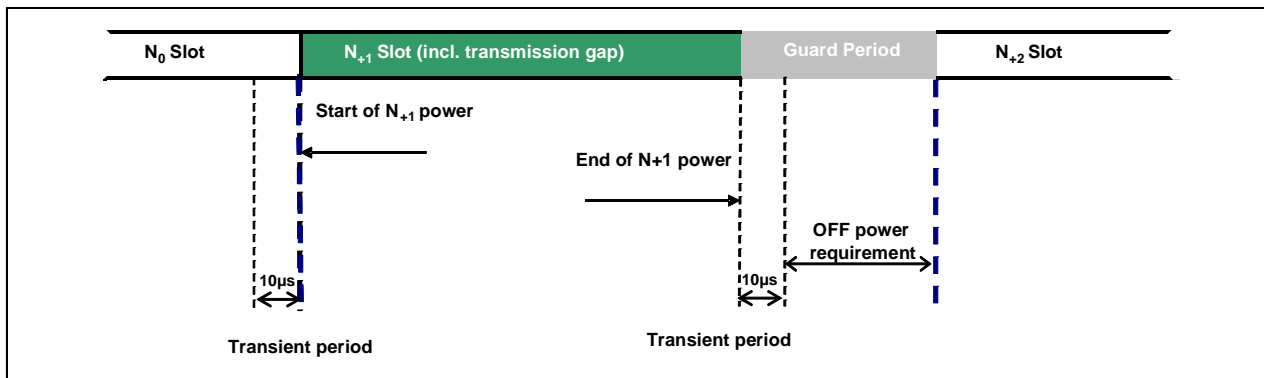 N0 Slot
N+1 Slot (incl. transmission gap)
Guard Period
N+2 Slot
Start of N+1 power
End of N+1 power
OFF power
requirement
10µs
10µs
Transient period
Transient period